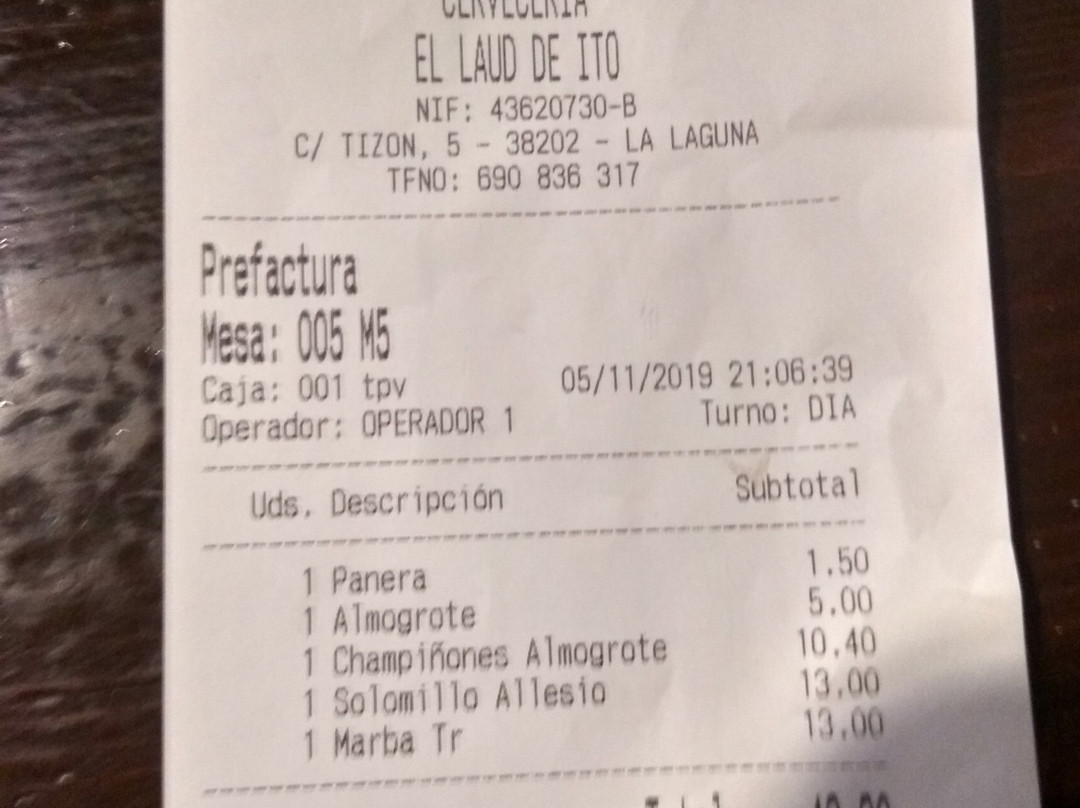 CERVECERIA
EL LAUD DE ITO
NIF: 43620730-B
C/ TIZON, 5 - 38202 - LA LAGUNA
TFNO: 690 836 317
Prefactura
Mesa: 005 M5
Caja: 001 tpv 05/11/2019 21:06:39
Operador: OPERADOR 1 Turno: DIA
Uds. Descripción Subtotal
1 Panera 1.50
1 Almogrote 5.00
1 Champiñones Almogrote 10.40
1 Solomillo Allesio 13.00
1 Marba Tr 13.00